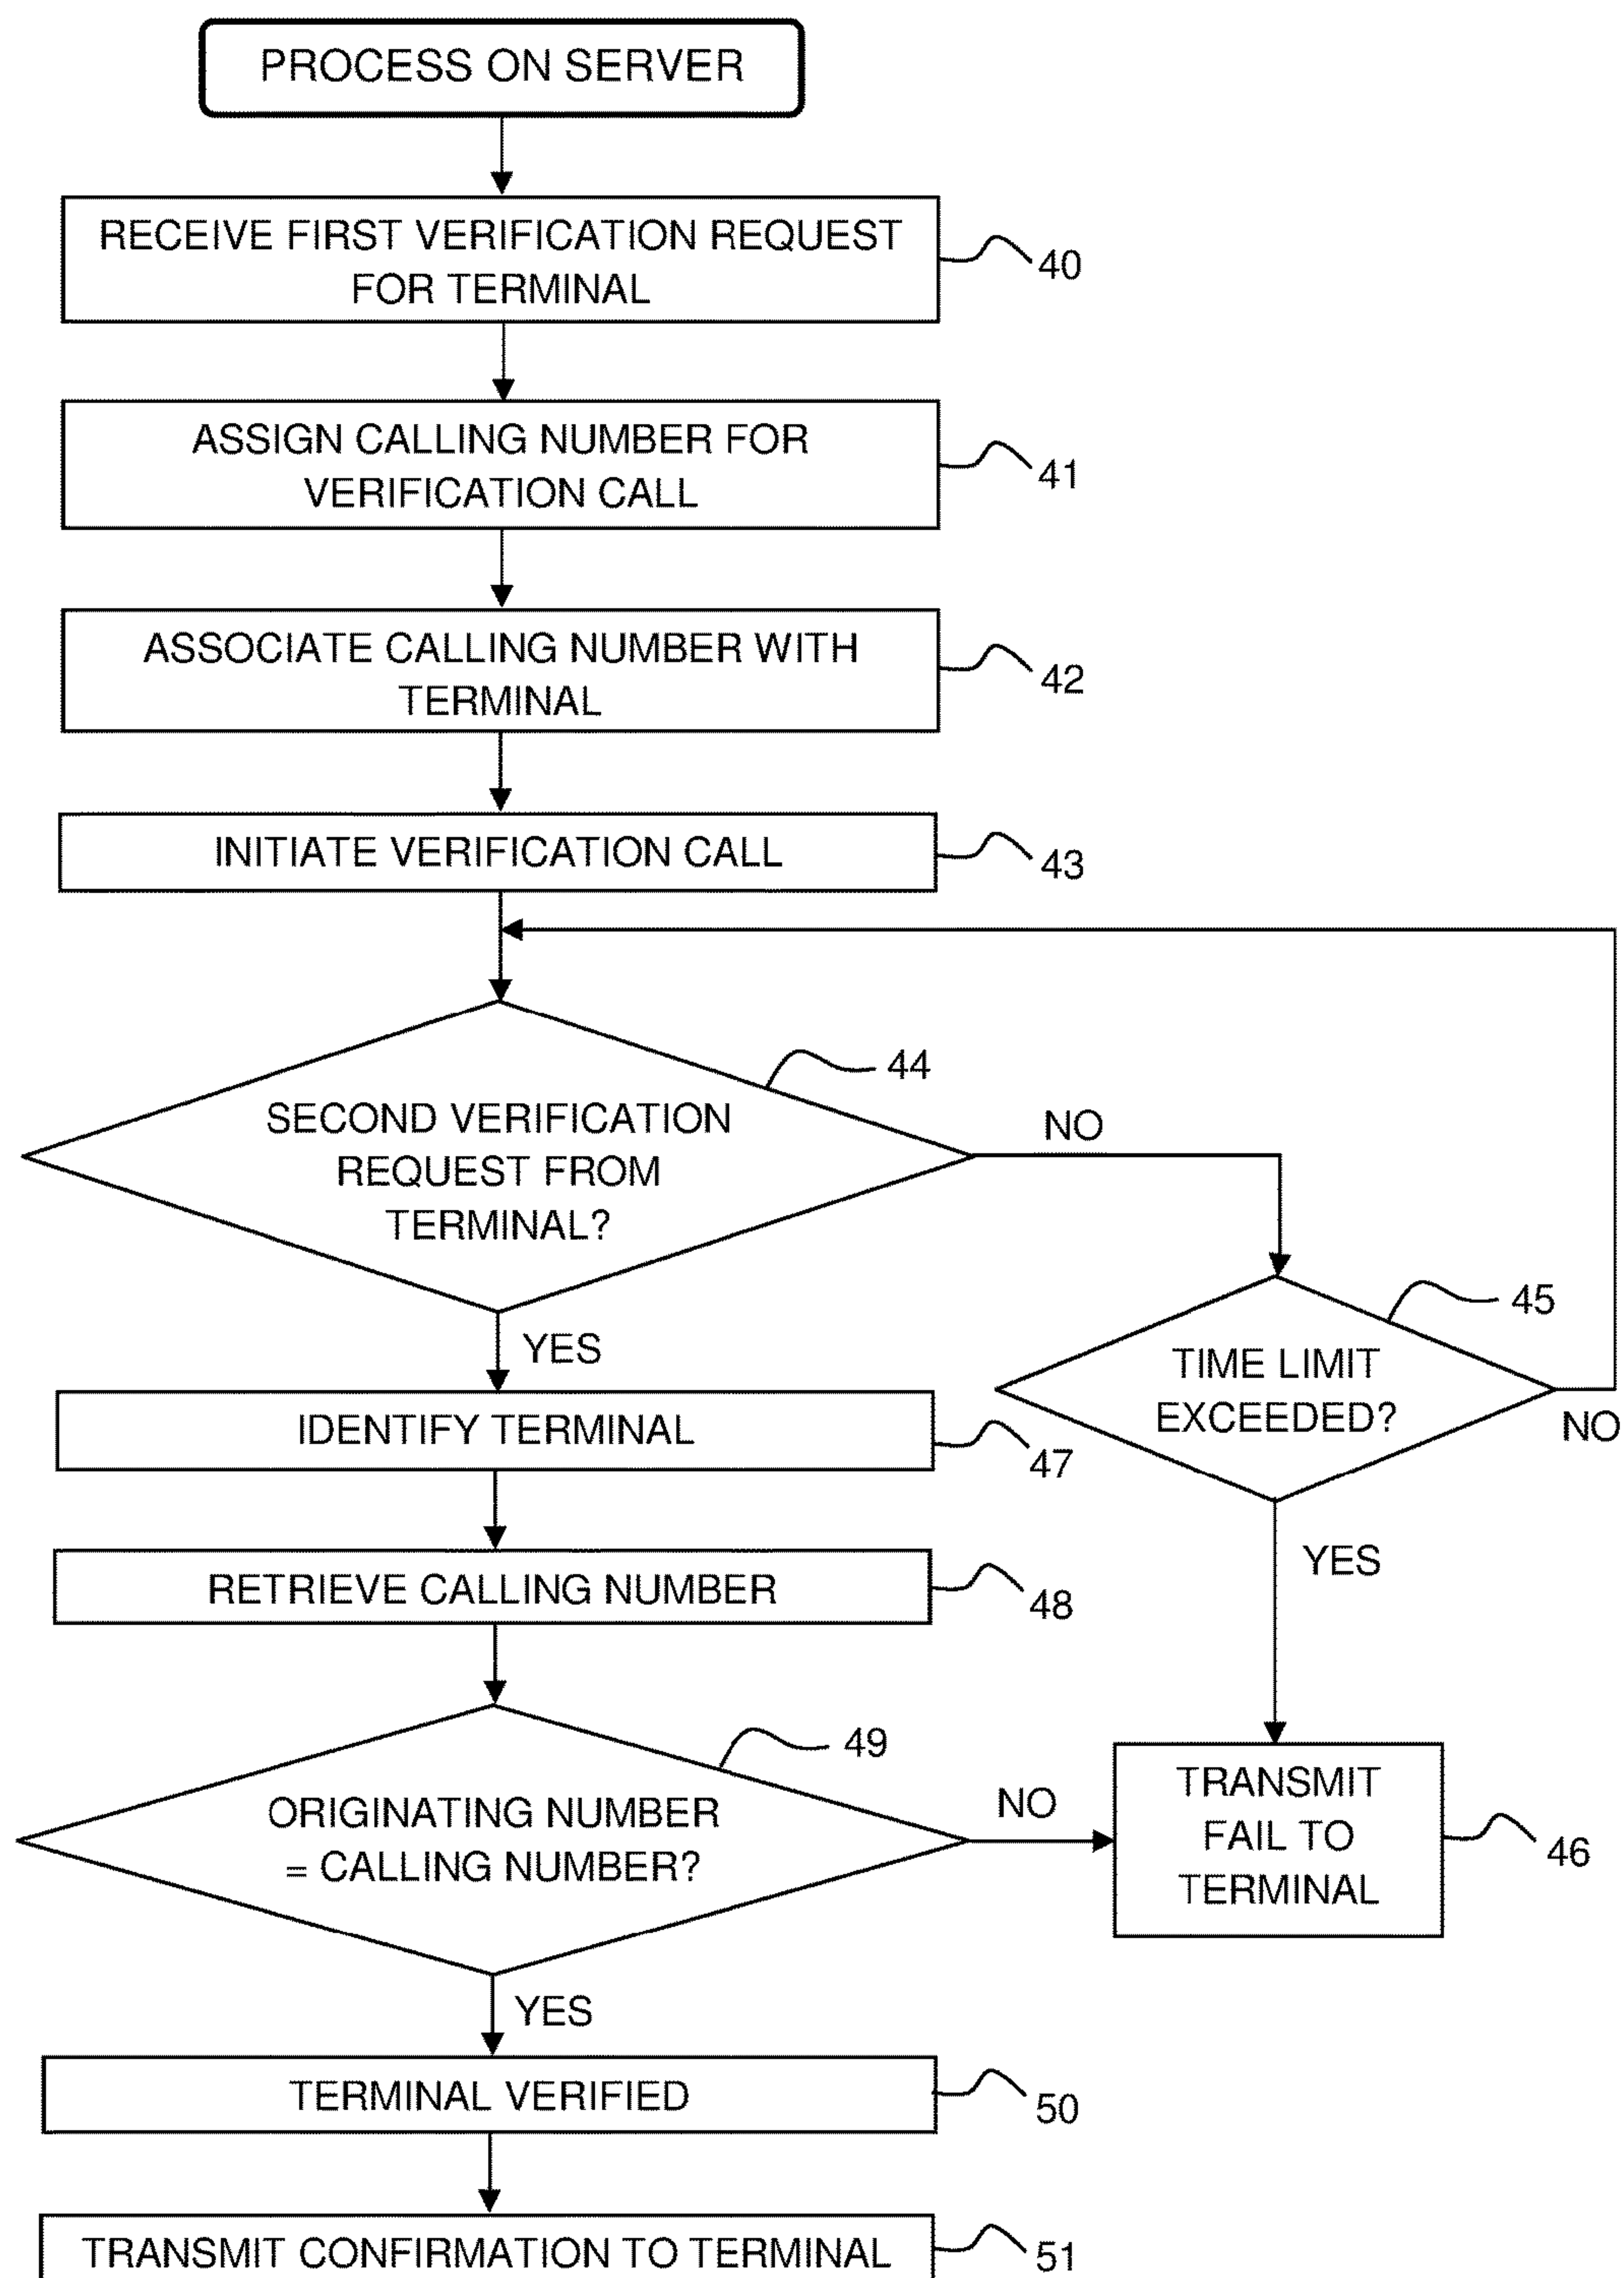 PROCESS ON SERVER
RECEIVE FIRST VERIFICATION REQUEST
FOR TERMINAL
40
ASSIGN CALLING NUMBER FOR
VERIFICATION CALL
41
ASSOCIATE CALLING NUMBER WITH
TERMINAL
42
INITIATE VERIFICATION CALL
43
44
SECOND VERIFICATION
REQUEST FROM
TERMINAL?
NO
YES
45
TIME LIMIT
EXCEEDED?
NO
YES
IDENTIFY TERMINAL
47
RETRIEVE CALLING NUMBER
48
49
ORIGINATING NUMBER
= CALLING NUMBER?
NO
TRANSMIT
FAIL TO
TERMINAL
46
YES
TERMINAL VERIFIED
50
TRANSMIT CONFIRMATION TO TERMINAL
51